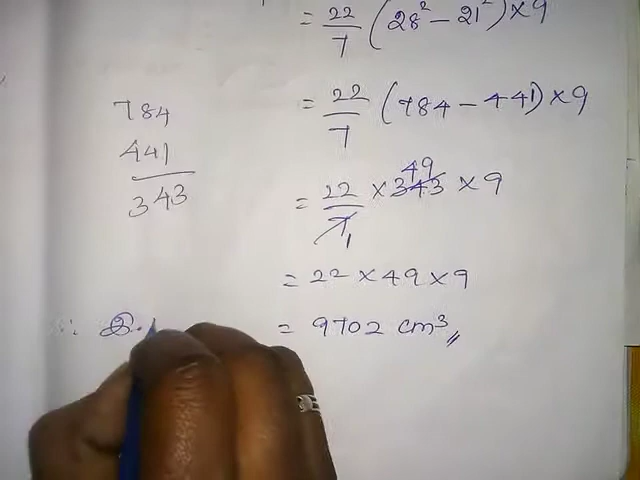 = 22/7 (28² - 21²) × 9
= 22/7 (784 - 441) × 9
784
441
343
49
= 22/7 × 343 × 9
1
= 22 × 49 × 9
= 9702 cm³
∴ இ.